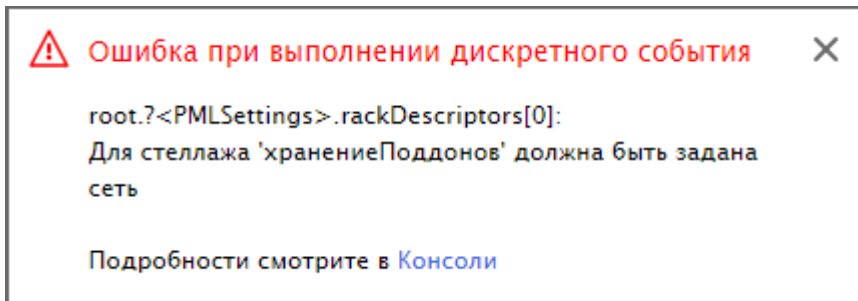 Ошибка при выполнении дискретного события
root.?<PMLSettings>.rackDescriptors[0]:
Для стеллажа 'хранениеПоддонов' должна быть задана
сеть
Подробности смотрите в Консоли